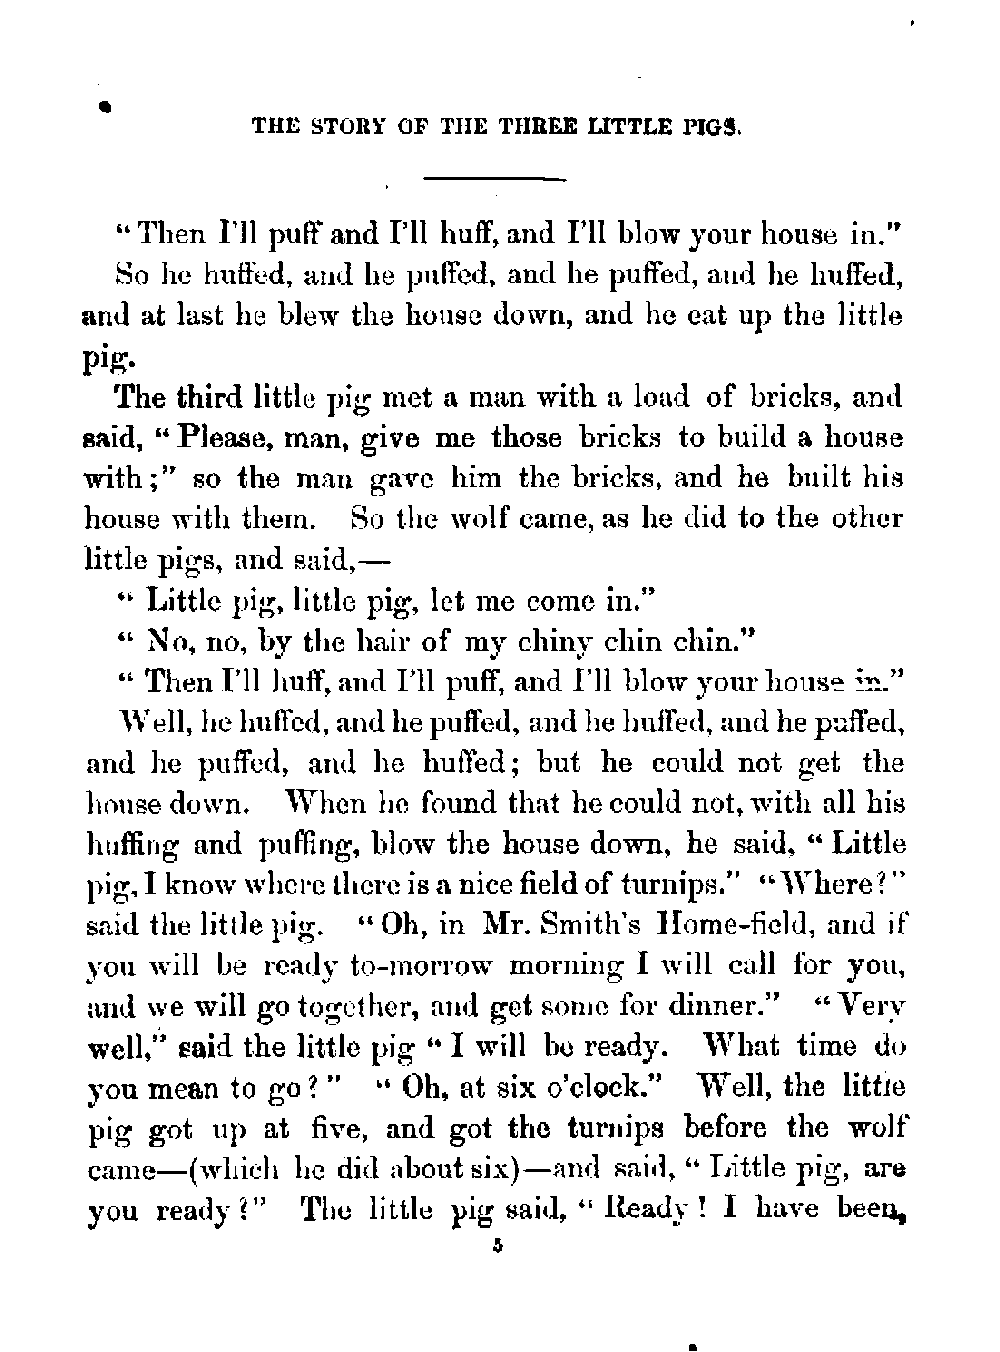 THE STORY OF THE THREE LITTLE PIGS.
"Then I'll puff and I'll huff, and I'll blow your house in."
So he huffed, and he puffed, and he puffed, and he huffed,
and at last he blew the house down, and he eat up the little
pig.
The third little pig met a man with a load of bricks, and
said, "Please, man, give me those bricks to build a house
with;" so the man gave him the bricks, and he built his
house with them. So the wolf came, as he did to the other
little pigs, and said,—
"Little pig, little pig, let me come in."
"No, no, by the hair of my chiny chin chin."
"Then I'll huff, and I'll puff, and I'll blow your house in."
Well, he huffed, and he puffed, and he huffed, and he puffed,
and he puffed, and he huffed; but he could not get the
house down. When he found that he could not, with all his
huffing and puffing, blow the house down, he said, "Little
pig, I know where there is a nice field of turnips." "Where?"
said the little pig. "Oh, in Mr. Smith's Home-field, and if
you will be ready to-morrow morning I will call for you,
and we will go together, and get some for dinner." "Very
well," said the little pig "I will be ready. What time do
you mean to go?" "Oh, at six o'clock." Well, the little
pig got up at five, and got the turnips before the wolf
came—(which he did about six)—and said, "Little pig, are
you ready?" The little pig said, "Ready! I have been,
5